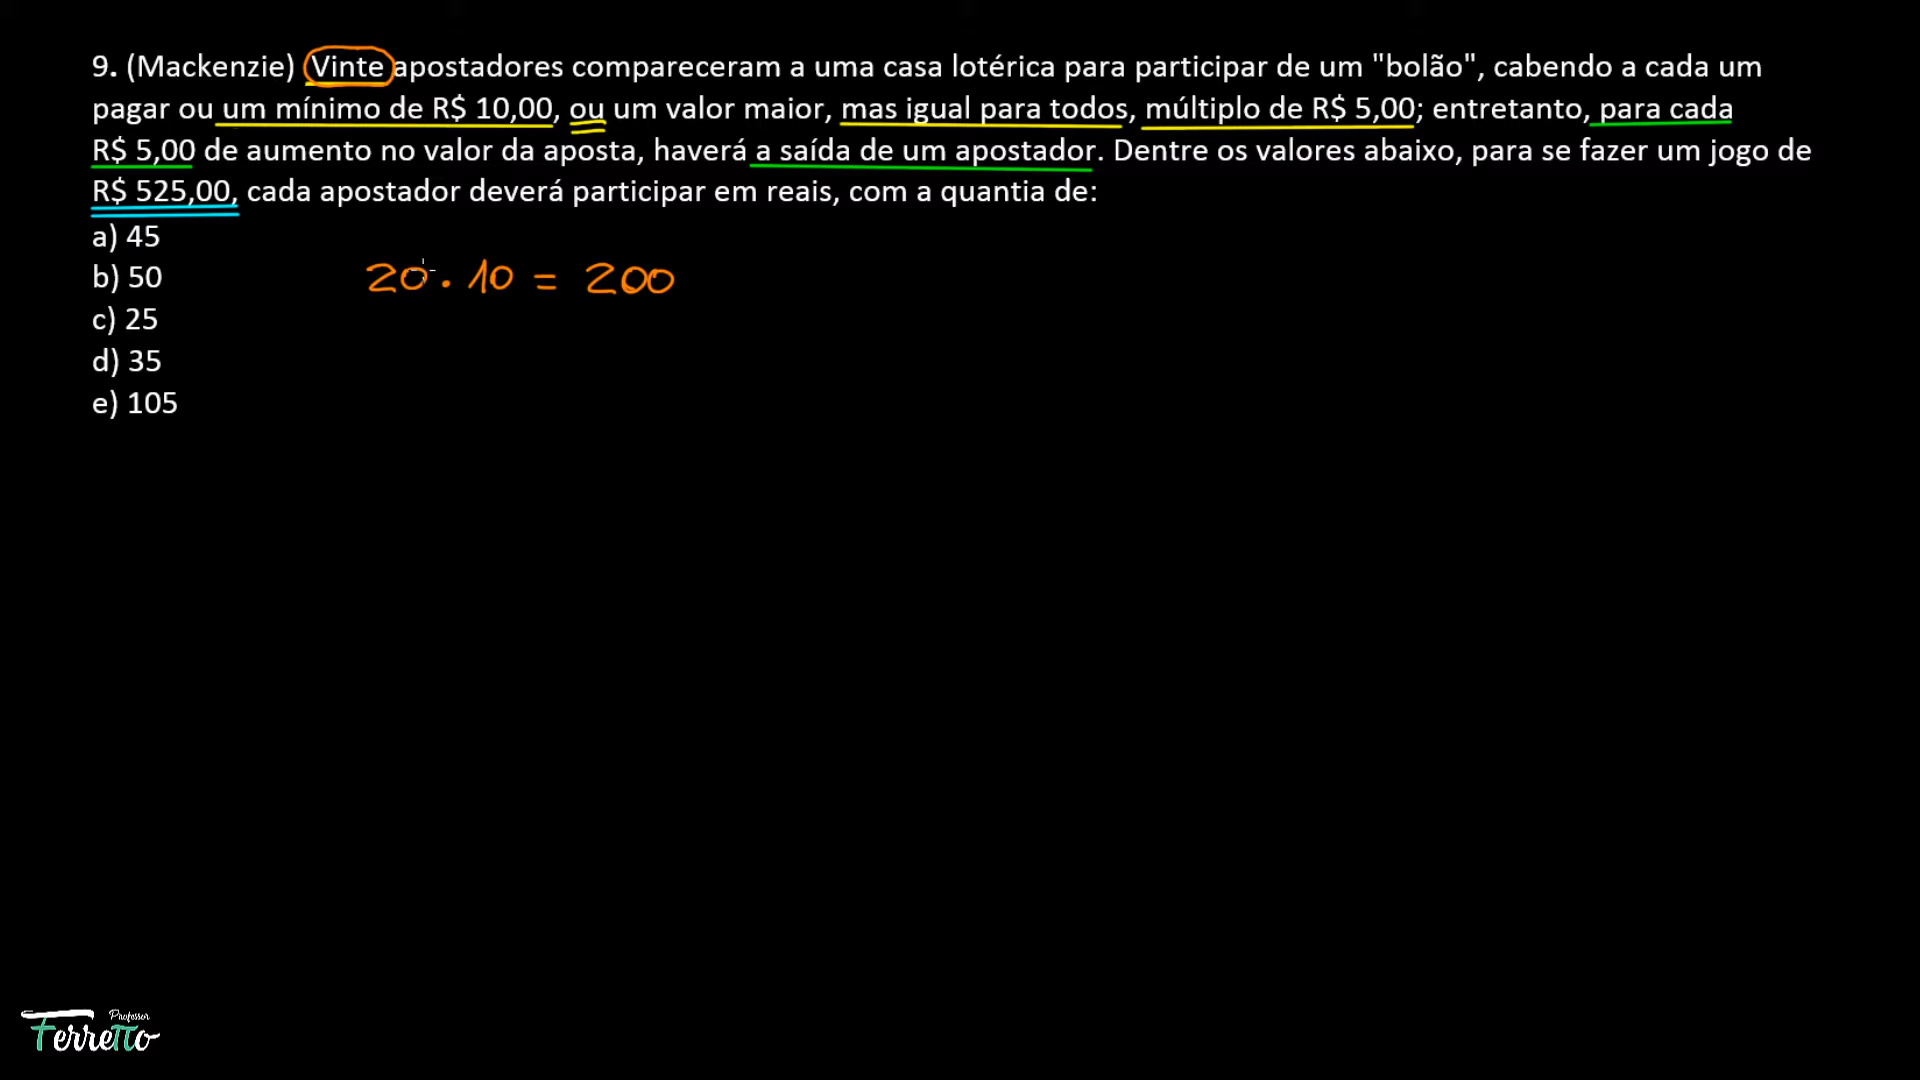 9. (Mackenzie) Vinte apostadores compareceram a uma casa lotérica para participar de um "bolão", cabendo a cada um
pagar ou um mínimo de R$ 10,00, ou um valor maior, mas igual para todos, múltiplo de R$ 5,00; entretanto, para cada
R$ 5,00 de aumento no valor da aposta, haverá a saída de um apostador. Dentre os valores abaixo, para se fazer um jogo de
R$ 525,00, cada apostador deverá participar em reais, com a quantia de:
a) 45
b) 50
20 . 10 = 200
c) 25
d) 35
e) 105
Professor
Ferretto